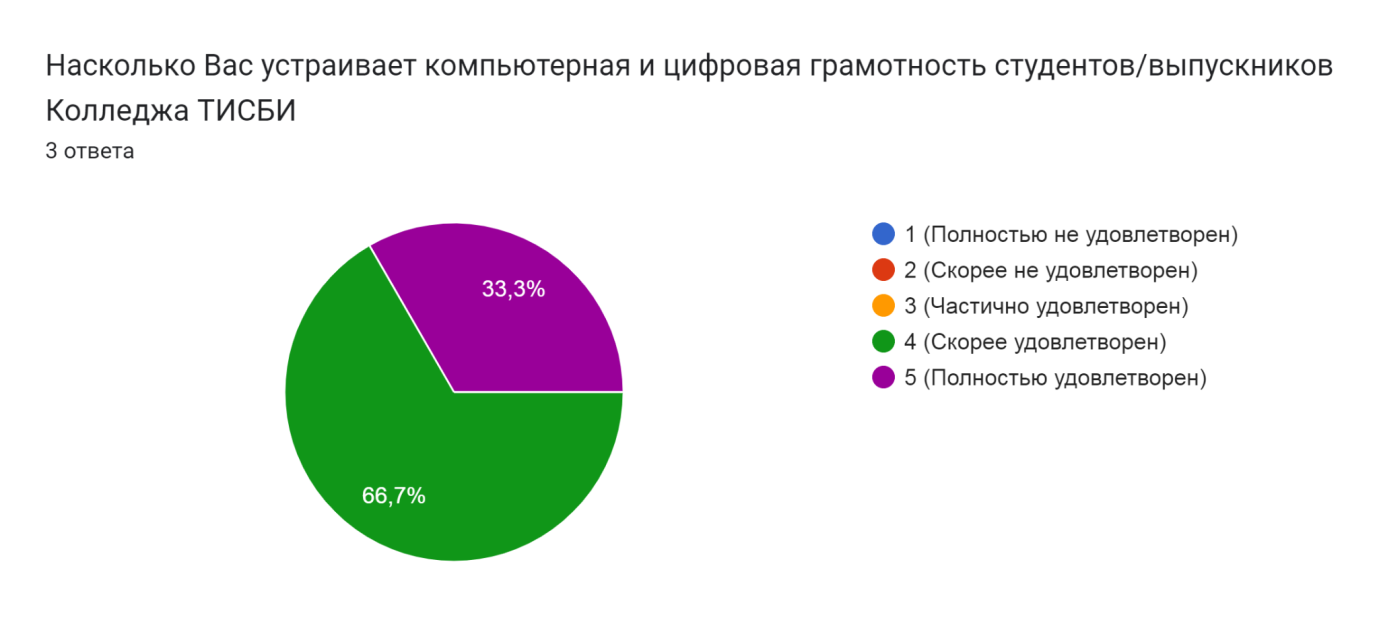 Насколько Вас устраивает компьютерная и цифровая грамотность студентов/выпускников
Колледжа ТИСБИ
3 ответа
33,3%
66,7%
1 (Полностью не удовлетворен)
2 (Скорее не удовлетворен)
3 (Частично удовлетворен)
4 (Скорее удовлетворен)
5 (Полностью удовлетворен)